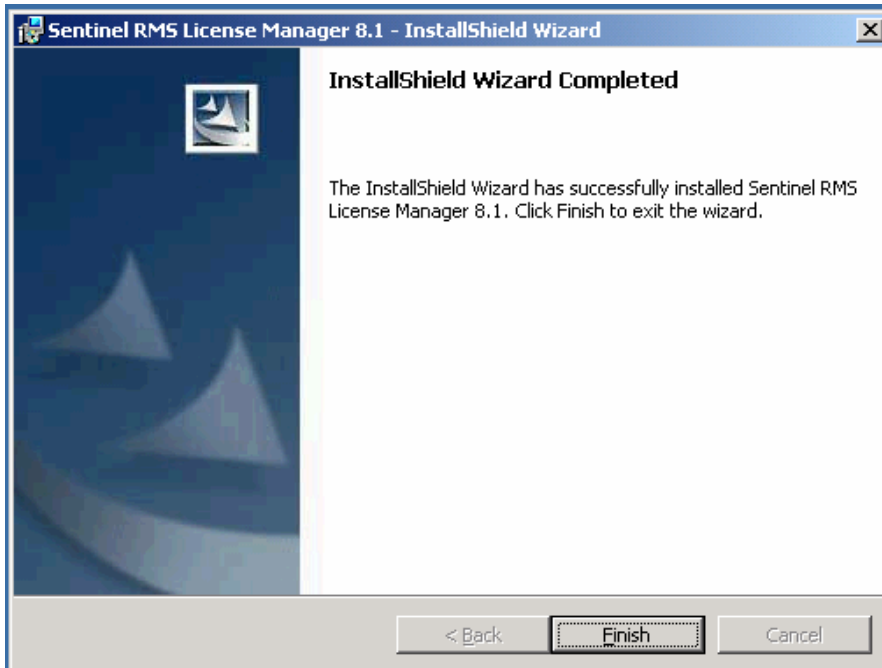 Sentinel RMS License Manager 8.1 - InstallShield Wizard
InstallShield Wizard Completed
The InstallShield Wizard has successfully installed Sentinel RMS
License Manager 8.1. Click Finish to exit the wizard.
< Back
Finish
Cancel